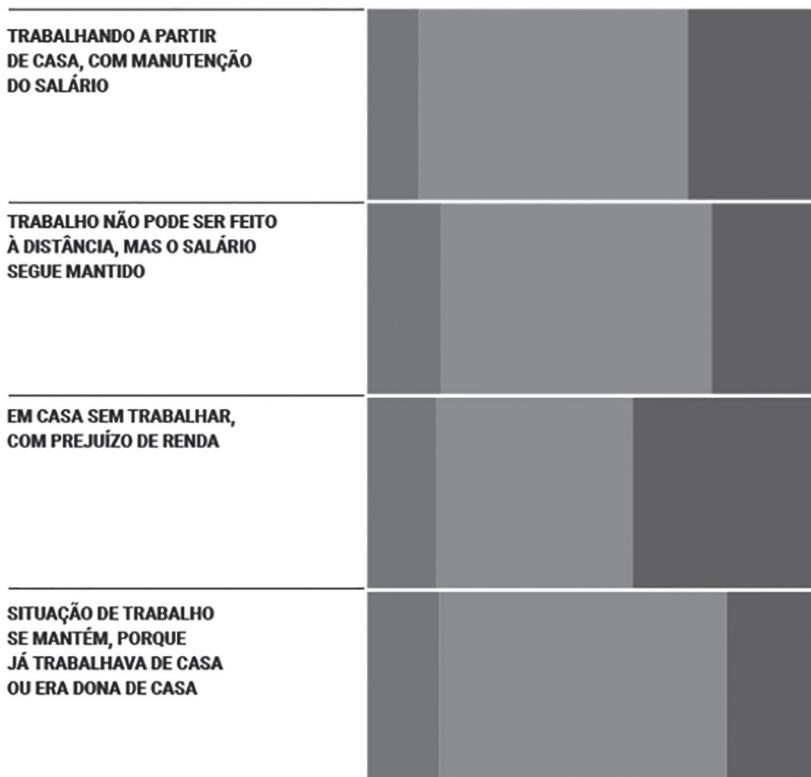 TRABALHANDO A PARTIR
DE CASA, COM MANUTENÇÃO
DO SALÁRIO
TRABALHO NÃO PODE SER FEITO
À DISTÂNCIA, MAS O SALÁRIO
SEGUE MANTIDO
EM CASA SEM TRABALHAR,
COM PREJUÍZO DE RENDA
SITUAÇÃO DE TRABALHO
SE MANTÉM, PORQUE
JÁ TRABALHAVA DE CASA
OU ERA DONA DE CASA